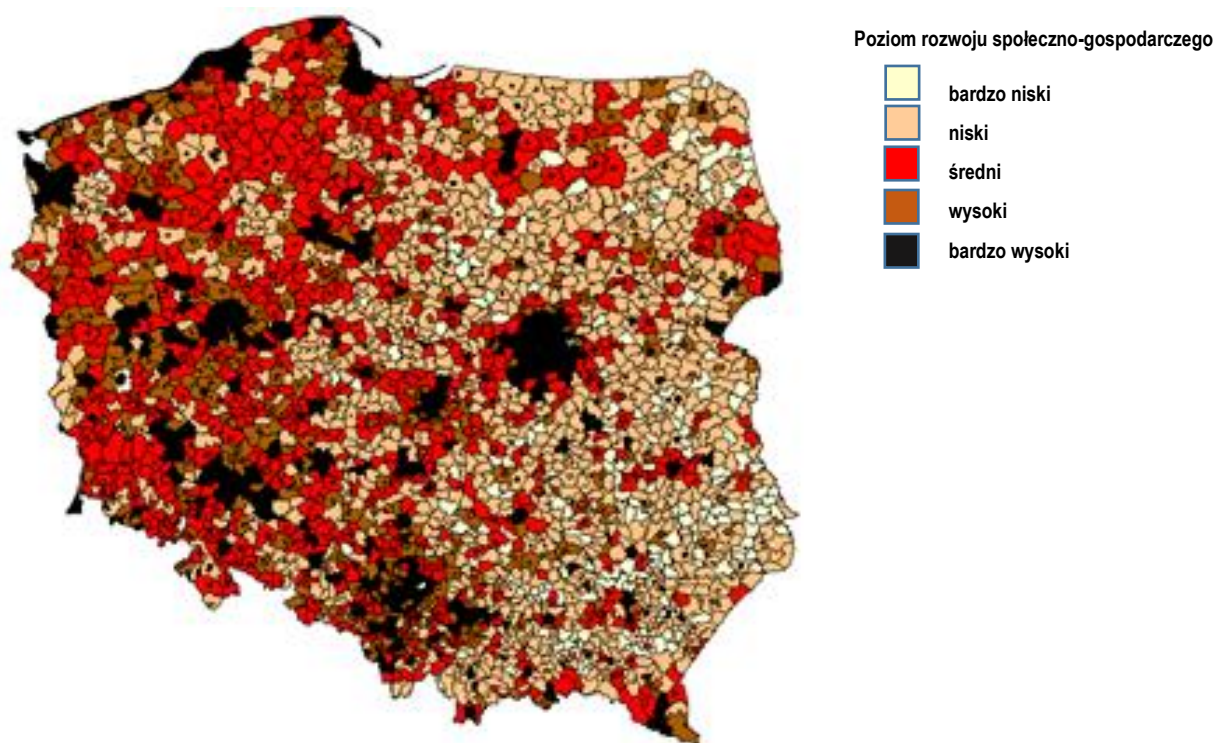 Poziom rozwoju społeczno-gospodarczego
bardzo niski
niski
średni
wysoki
bardzo wysoki